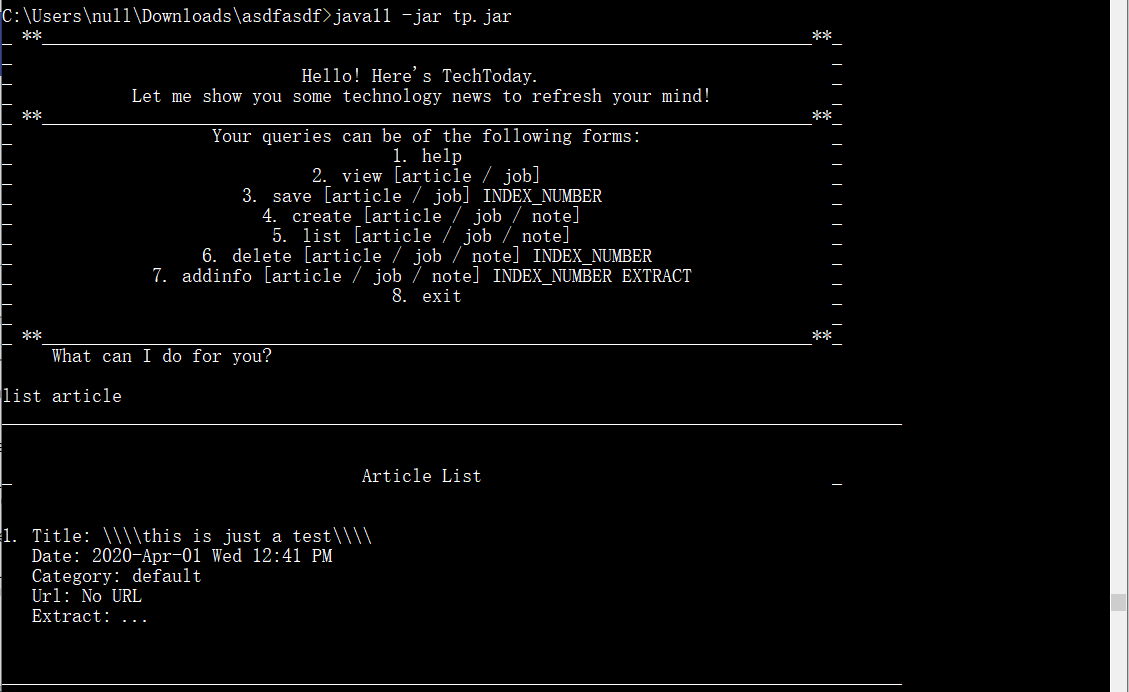 C:\Users\null\Downloads\asdfasdf>java11 -jar tp.jar
_ **_____________________________________________________________________________**_
_ _
_ Hello! Here's TechToday. _
_ Let me show you some technology news to refresh your mind! _
_ **_____________________________________________________________________________**_
_ Your queries can be of the following forms: _
_ 1. help _
_ 2. view [article / job] _
_ 3. save [article / job] INDEX_NUMBER _
_ 4. create [article / job / note] _
_ 5. list [article / job / note] _
_ 6. delete [article / job / note] INDEX_NUMBER _
_ 7. addinfo [article / job / note] INDEX_NUMBER EXTRACT _
_ 8. exit _
_ _
_ **_____________________________________________________________________________**_
What can I do for you?
list article
__________________________________________________________________________________________
_ Article List _
1. Title: \\\\this is just a test\\\\
Date: 2020-Apr-01 Wed 12:41 PM
Category: default
Url: No URL
Extract: ...
__________________________________________________________________________________________